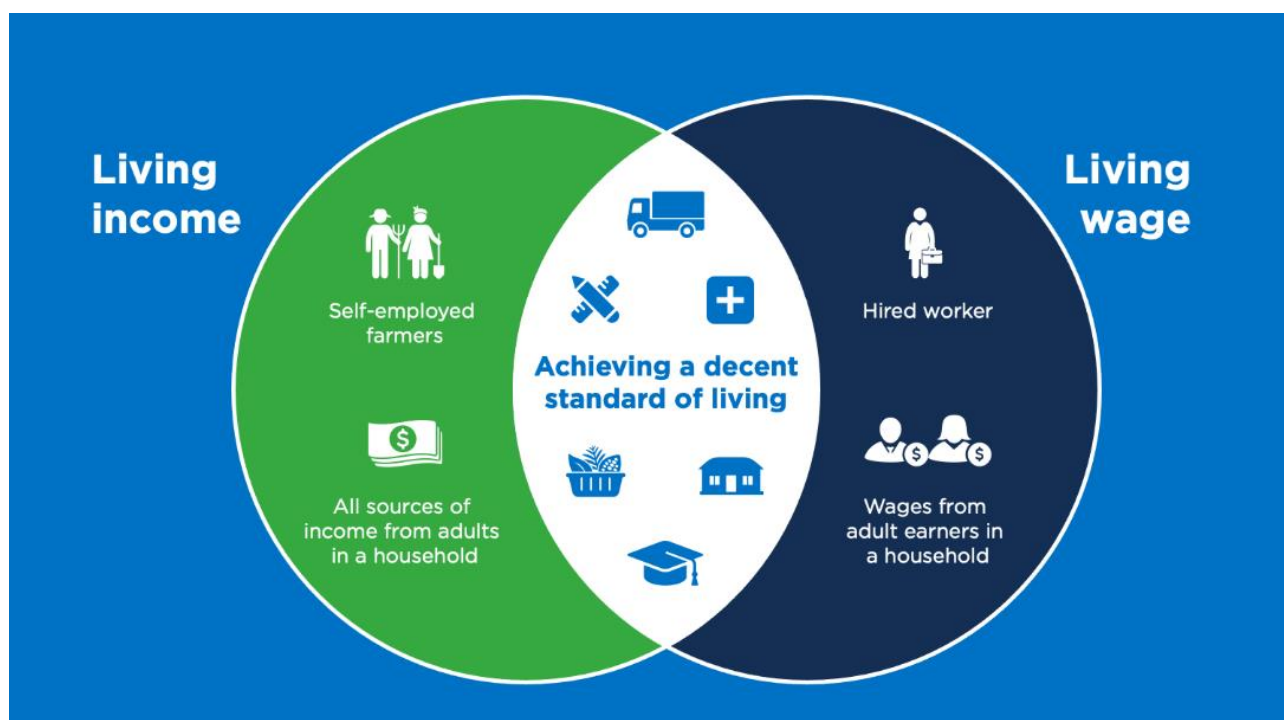 Living
income
Self-employed
farmers
$
All sources of
income from adults
in a household
Achieving a decent
standard of living
Living
wage
Hired worker
$ $
Wages from
adult earners in
a household